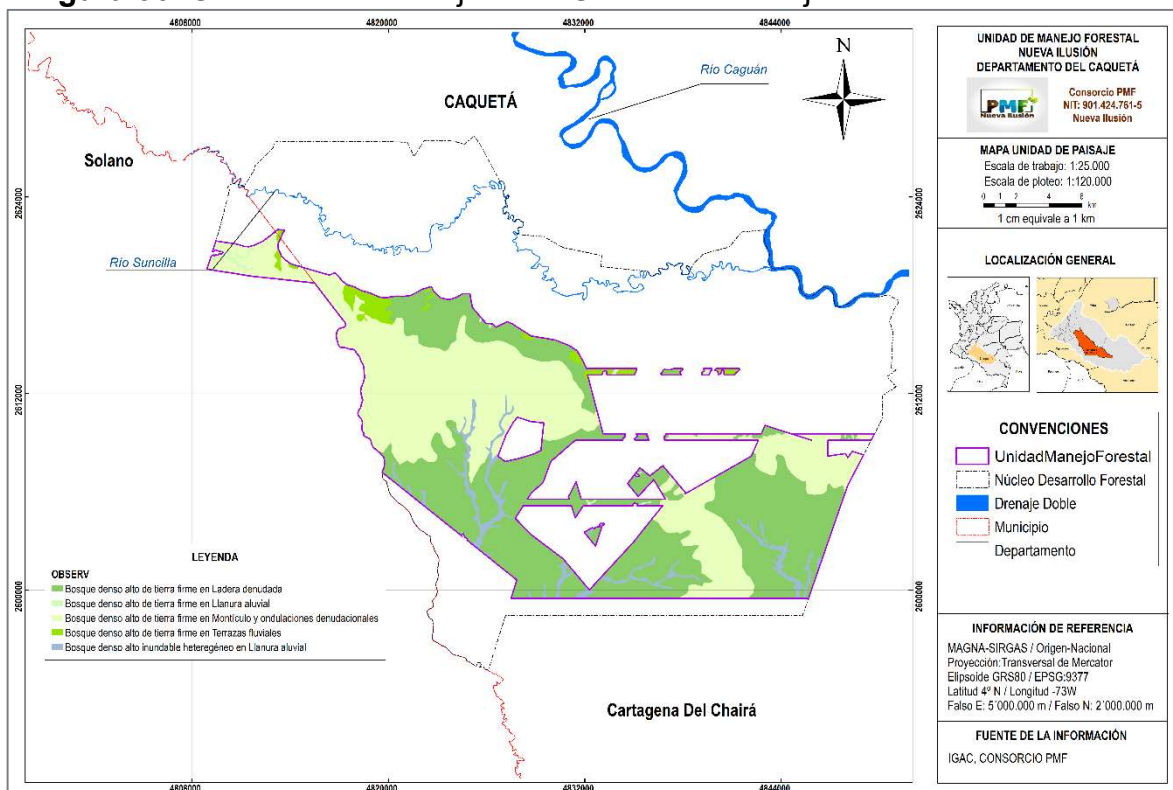 4808000
4820000
4832000
4844000
N
Río Caguán
CAQUETÁ
Solano
2624000
2624000
Río Suncilla
2612000
2612000
LEYENDA
OBSERV
Bosque denso alto de tierra firme en Ladera denudada
Bosque denso alto de tierra firme en Llanura aluvial
Bosque denso alto de tierra firme en Montículo y ondulaciones denudacionales
Bosque denso alto de tierra firme en Terrazas fluviales
Bosque denso alto inundable heteregéneo en Llanura aluvial
2600000
2600000
Cartagena Del Chairá
4808000
4820000
4832000
4844000
UNIDAD DE MANEJO FORESTAL
NUEVA ILUSIÓN
DEPARTAMENTO DEL CAQUETÁ
PMF
Nueva Ilusión
Consorcio PMF
NIT: 901.424.761-5
Nueva Ilusión
MAPA UNIDAD DE PAISAJE
Escala de trabajo: 1:25.000
Escala de ploteo: 1:120.000
0 1 2 4 6 8 km
1 cm equivale a 1 km
LOCALIZACIÓN GENERAL
CONVENCIONES
UnidadManejoForestal
Núcleo Desarrollo Forestal
Drenaje Doble
Municipio
Departamento
INFORMACIÓN DE REFERENCIA
MAGNA-SIRGAS / Origen-Nacional
Proyección:Transversal de Mercator
Elipsoide GRS80 / EPSG:9377
Latitud 4º N / Longitud -73W
Falso E: 5´000.000 m / Falso N: 2´000.000 m
FUENTE DE LA INFORMACIÓN
IGAC, CONSORCIO PMF